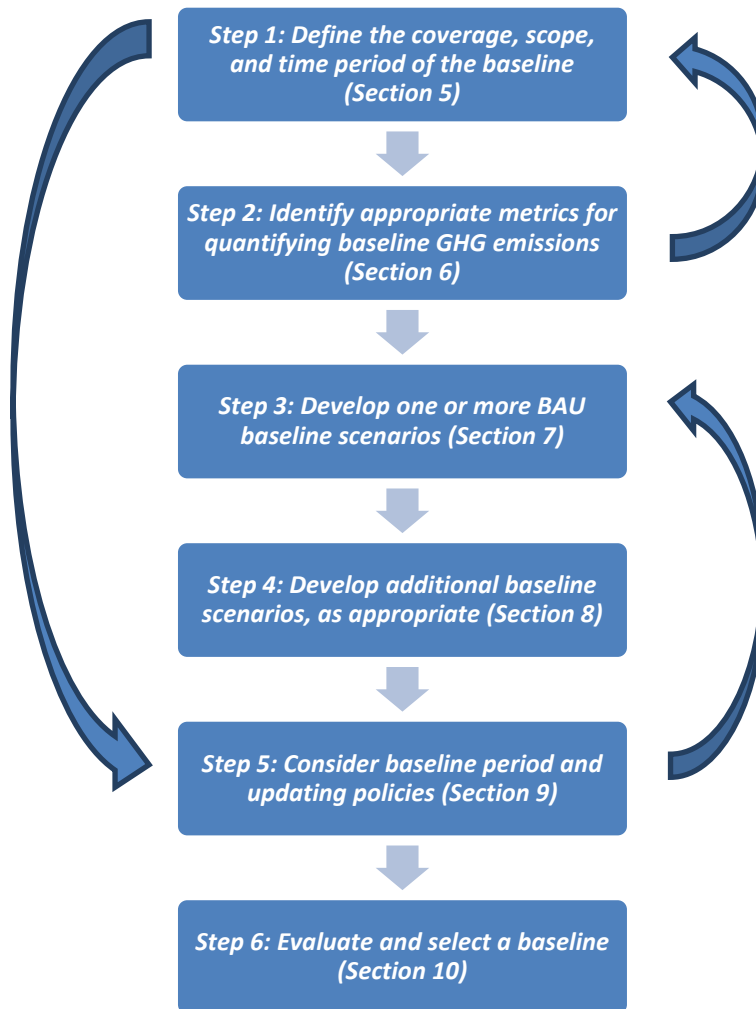 Step 1: Define the coverage, scope,
and time period of the baseline
(Section 5)
Step 2: Identify appropriate metrics for
quantifying baseline GHG emissions
(Section 6)
Step 3: Develop one or more BAU
baseline scenarios (Section 7)
Step 4: Develop additional baseline
scenarios, as appropriate (Section 8)
Step 5: Consider baseline period and
updating policies (Section 9)
Step 6: Evaluate and select a baseline
(Section 10)